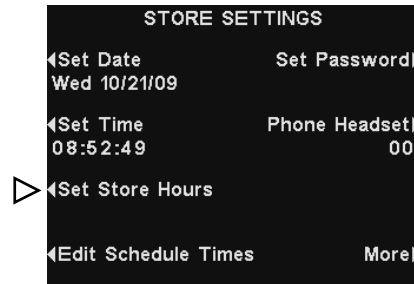 STORE SETTINGS
Set Date Set Password
Wed 10/21/09
Set Time Phone Headset
08:52:49 00
Set Store Hours
Edit Schedule Times More